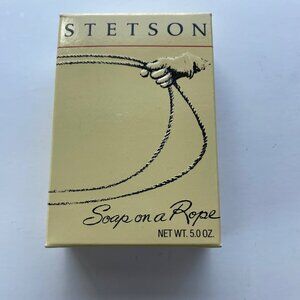 STETSON
Soap on a Rope
NET WT. 5.0 OZ.